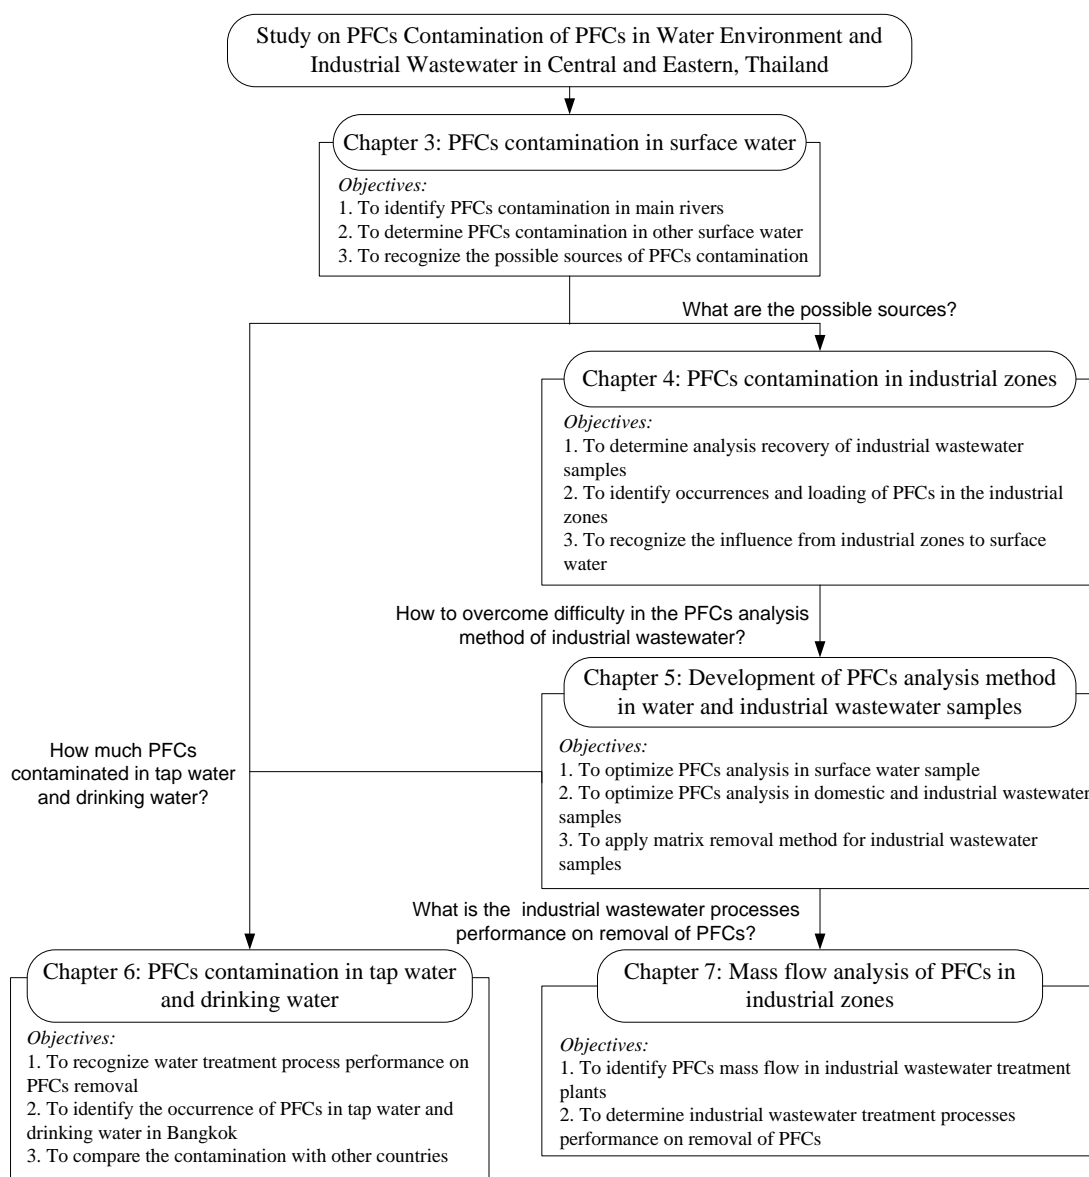 Study on PFCs Contamination of PFCs in Water Environment and
Industrial Wastewater in Central and Eastern, Thailand
Chapter 3: PFCs contamination in surface water
Objectives:
1. To identify PFCs contamination in main rivers
2. To determine PFCs contamination in other surface water
3. To recognize the possible sources of PFCs contamination
What are the possible sources?
Chapter 4: PFCs contamination in industrial zones
Objectives:
1. To determine analysis recovery of industrial wastewater
samples
2. To identify occurrences and loading of PFCs in the industrial
zones
3. To recognize the influence from industrial zones to surface
water
How to overcome difficulty in the PFCs analysis
method of industrial wastewater?
Chapter 5: Development of PFCs analysis method
in water and industrial wastewater samples
Objectives:
1. To optimize PFCs analysis in surface water sample
2. To optimize PFCs analysis in domestic and industrial wastewater
samples
3. To apply matrix removal method for industrial wastewater
samples
How much PFCs
contaminated in tap water
and drinking water?
What is the  industrial wastewater processes
performance on removal of PFCs?
Chapter 6: PFCs contamination in tap water
and drinking water
Objectives:
1. To recognize water treatment process performance on
PFCs removal
2. To identify the occurrence of PFCs in tap water and
drinking water in Bangkok
3. To compare the contamination with other countries
Chapter 7: Mass flow analysis of PFCs in
industrial zones
Objectives:
1. To identify PFCs mass flow in industrial wastewater treatment
plants
2. To determine industrial wastewater treatment processes
performance on removal of PFCs